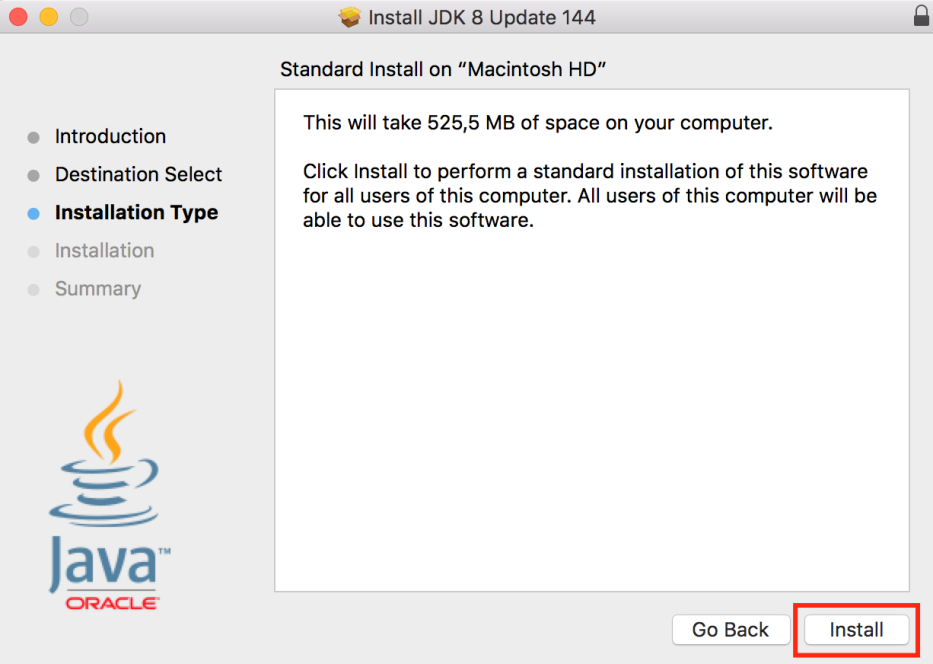 Install JDK 8 Update 144
Standard Install on “Macintosh HD”
Introduction
Destination Select
Installation Type
Installation
Summary
This will take 525,5 MB of space on your computer.
Click Install to perform a standard installation of this software
for all users of this computer. All users of this computer will be
able to use this software.
Java™
ORACLE
Go Back
Install